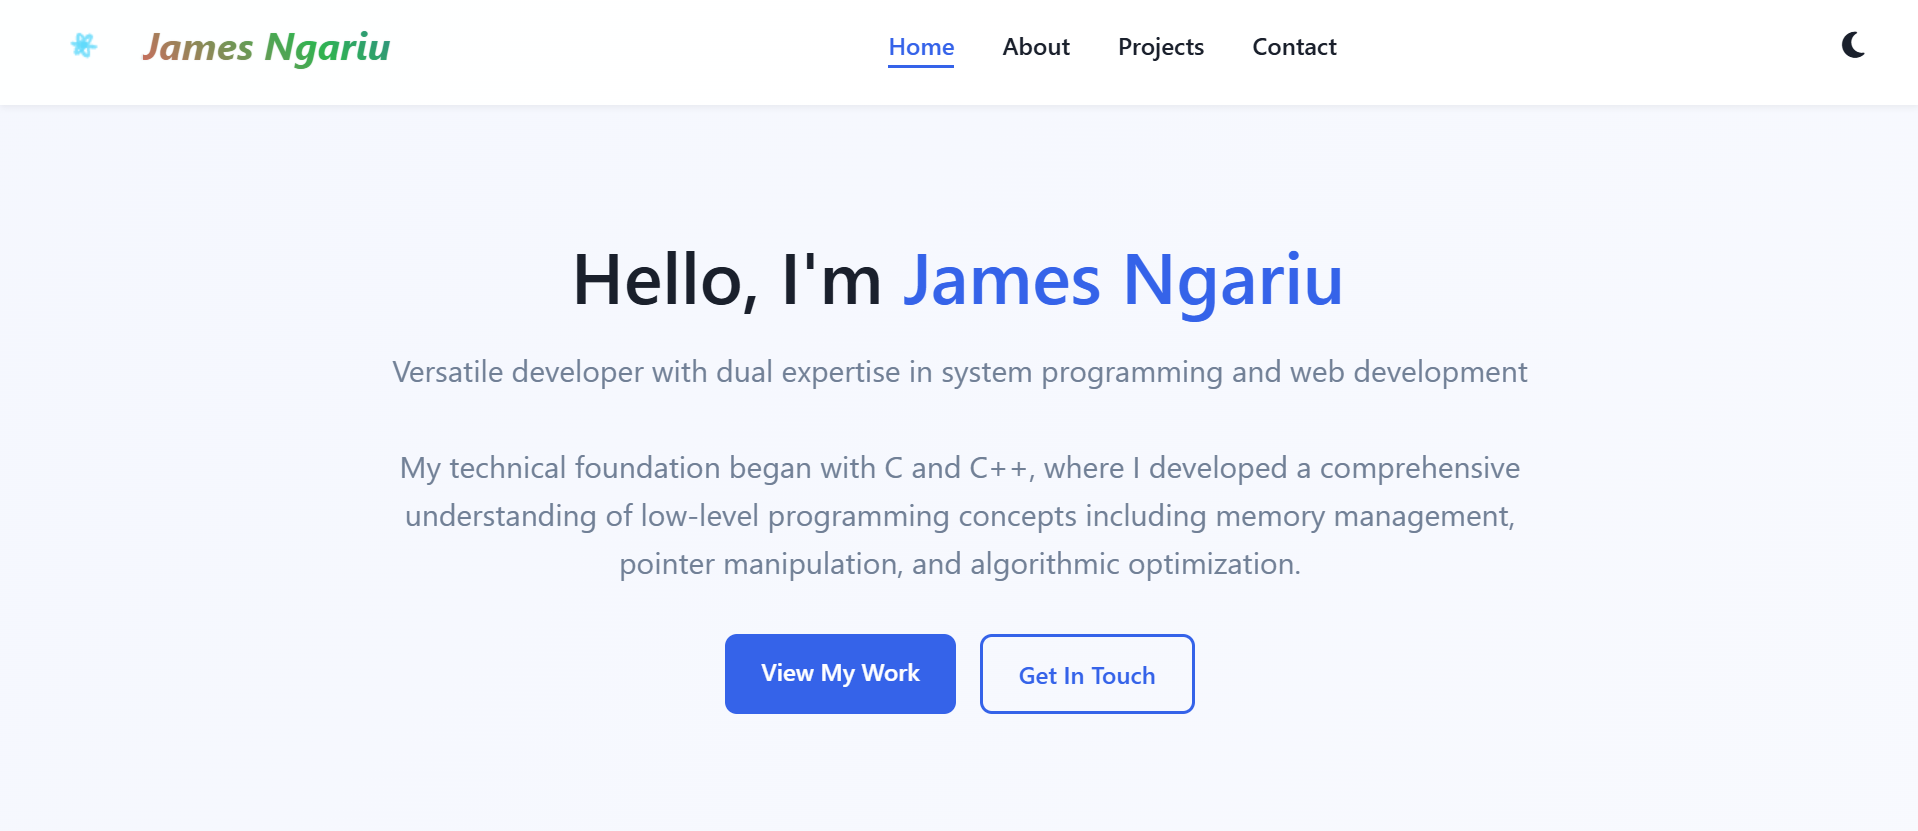 James Ngariu
Home About Projects Contact
Hello, I'm James Ngariu
Versatile developer with dual expertise in system programming and web development
My technical foundation began with C and C++, where I developed a comprehensive
understanding of low-level programming concepts including memory management,
pointer manipulation, and algorithmic optimization.
View My Work
Get In Touch